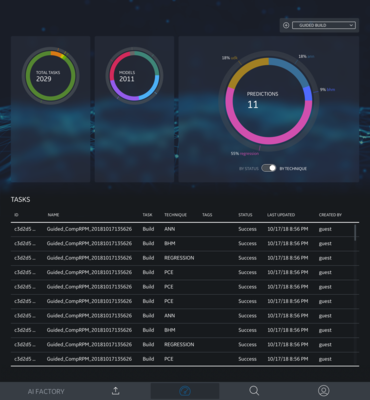 GUIDED BUILD
TOTAL TASKS
2029
MODELS
2011
PREDICTIONS
11
18%
18%
9%
55% regression
BY STATUS
BY TECHNIQUE
TASKS
ID NAME TASK TECHNIQUE TAGS STATUS LAST UPDATED CREATED BY
c3d2d5 ... Guided_CompRPM_20181017135626 Build ANN Success 10/17/18 8:56 PM guest
c3d2d5 ... Guided_CompRPM_20181017135626 Build BHM Success 10/17/18 8:56 PM guest
c3d2d5 ... Guided_CompRPM_20181017135626 Build REGRESSION Success 10/17/18 8:56 PM guest
c3d2d5 ... Guided_CompRPM_20181017135626 Build PCE Success 10/17/18 8:56 PM guest
c3d2d5 ... Guided_CompRPM_20181017135626 Build PCE Success 10/17/18 8:56 PM guest
c3d2d5 ... Guided_CompRPM_20181017135626 Build PCE Success 10/17/18 8:56 PM guest
c3d2d5 ... Guided_CompRPM_20181017135626 Build ANN Success 10/17/18 8:56 PM guest
c3d2d5 ... Guided_CompRPM_20181017135626 Build BHM Success 10/17/18 8:56 PM guest
c3d2d5 ... Guided_CompRPM_20181017135626 Build REGRESSION Success 10/17/18 8:56 PM guest
c3d2d5 ... Guided_CompRPM_20181017135626 Build PCE Success 10/17/18 8:56 PM guest
AI FACTORY